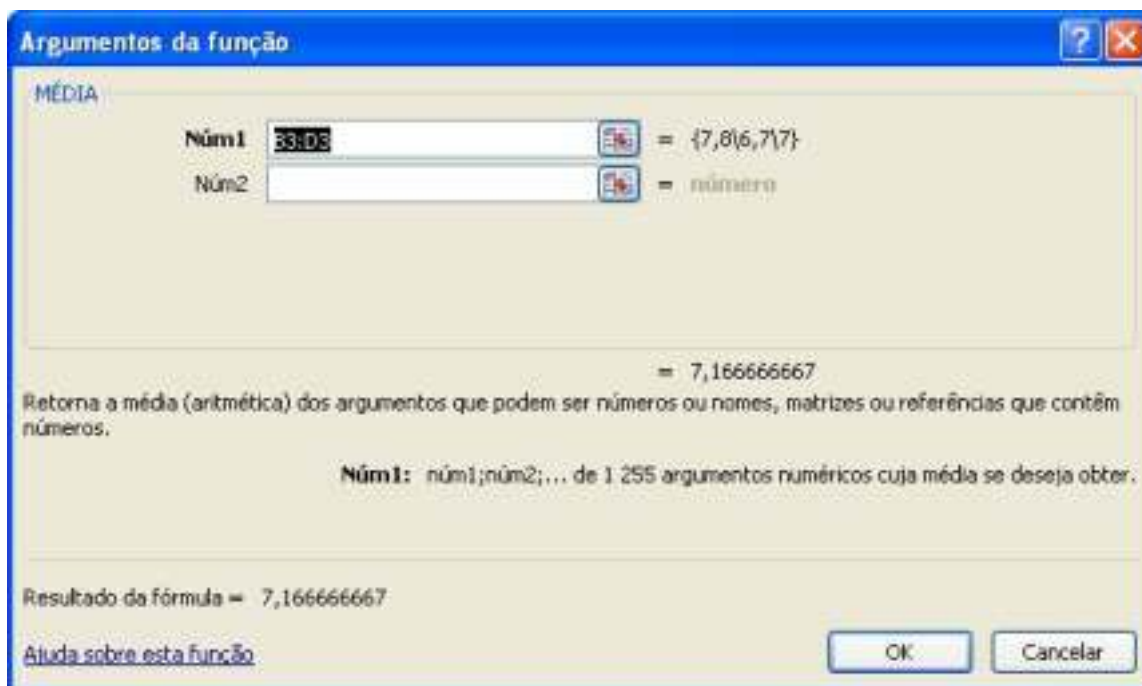 Argumentos da função
MÉDIA
Núm1 B3:D3 = {7,8\6,7\7}
Núm2 = número
= 7,166666667
Retorna a média (aritmética) dos argumentos que podem ser números ou nomes, matrizes ou referências que contêm
números.
Núm1: núm1;núm2;... de 1 255 argumentos numéricos cuja média se deseja obter.
Resultado da fórmula = 7,166666667
Ajuda sobre esta função
OK Cancelar